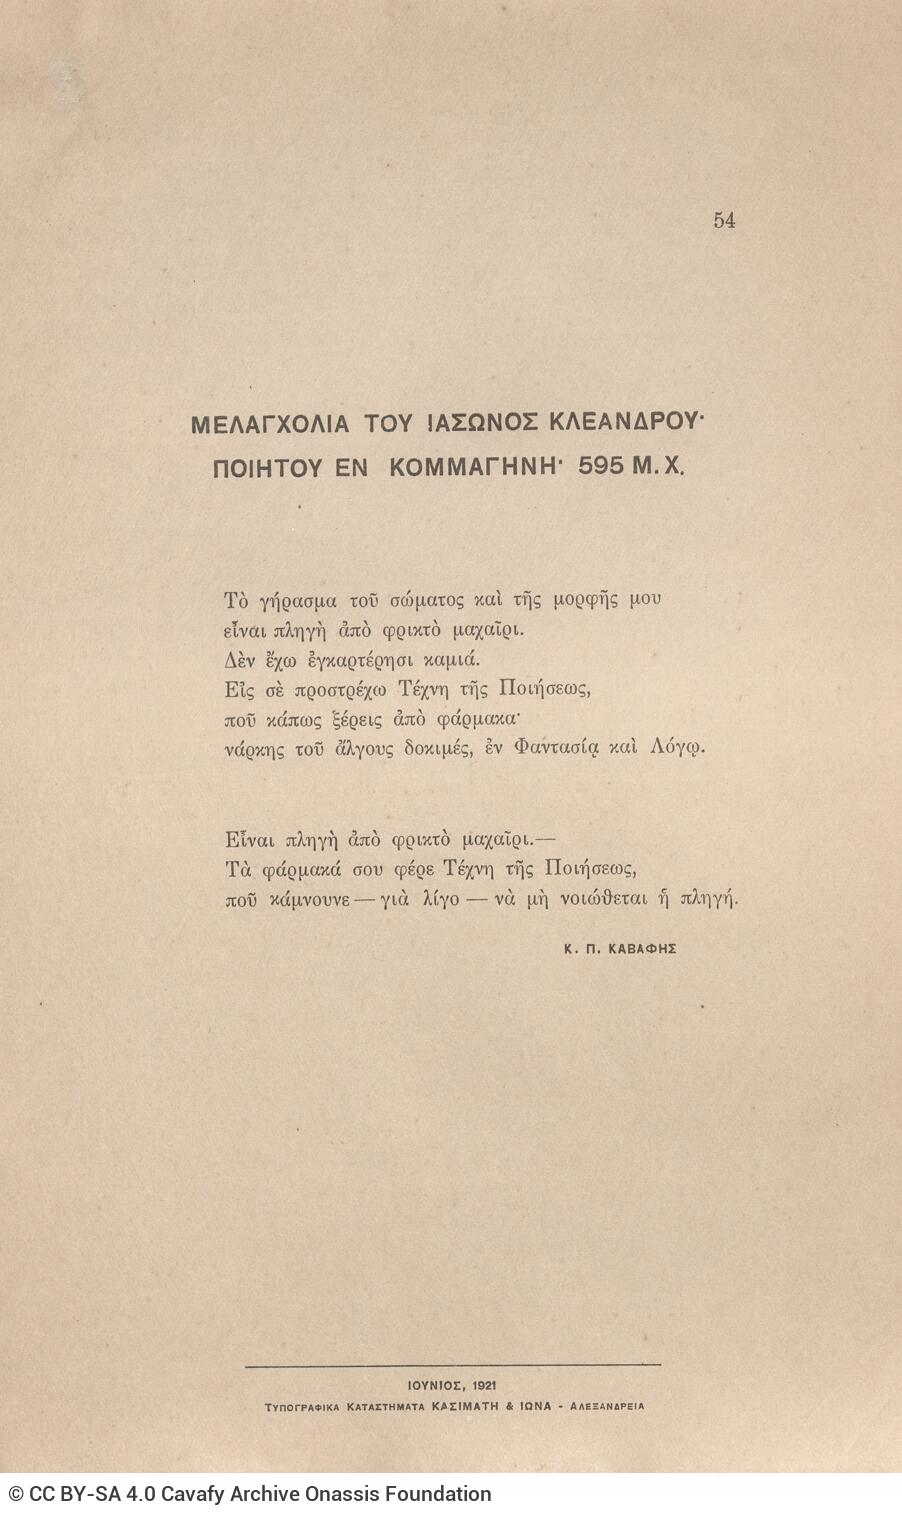 54
ΜΕΛΑΓΧΟΛΙΑ ΤΟΥ ΙΑΣΩΝΟΣ ΚΛΕΑΝΔΡΟΥ·
ΠΟΙΗΤΟΥ ΕΝ ΚΟΜΜΑΓΗΝΗ· 595 Μ.Χ.
Τὸ γήρασμα τοῦ σώματος καὶ τῆς μορφῆς μου
εἶναι πληγὴ ἀπὸ φρικτὸ μαχαῖρι.
Δὲν ἔχω ἐγκαρτέρησι καμιά.
Εἰς σὲ προστρέχω Τέχνη τῆς Ποιήσεως,
ποῦ κάπως ξέρεις ἀπὸ φάρμακα·
νάρκης τοῦ ἄλγους δοκιμές, ἐν Φαντασίᾳ καὶ Λόγῳ.
Εἶναι πληγὴ ἀπὸ φρικτὸ μαχαῖρι.—
Τὰ φάρμακά σου φέρε Τέχνη τῆς Ποιήσεως,
ποῦ κάμνουνε — γιὰ λίγο — νὰ μὴ νοιώθεται ἡ πληγή.
Κ. Π. ΚΑΒΑΦΗΣ
ΙΟΥΝΙΟΣ, 1921
ΤΥΠΟΓΡΑΦΙΚΑ ΚΑΤΑΣΤΗΜΑΤΑ ΚΑΣΙΜΑΤΗ & ΙΩΝΑ - ΑΛΕΞΑΝΔΡΕΙΑ
© CC BY-SA 4.0 Cavafy Archive Onassis Foundation